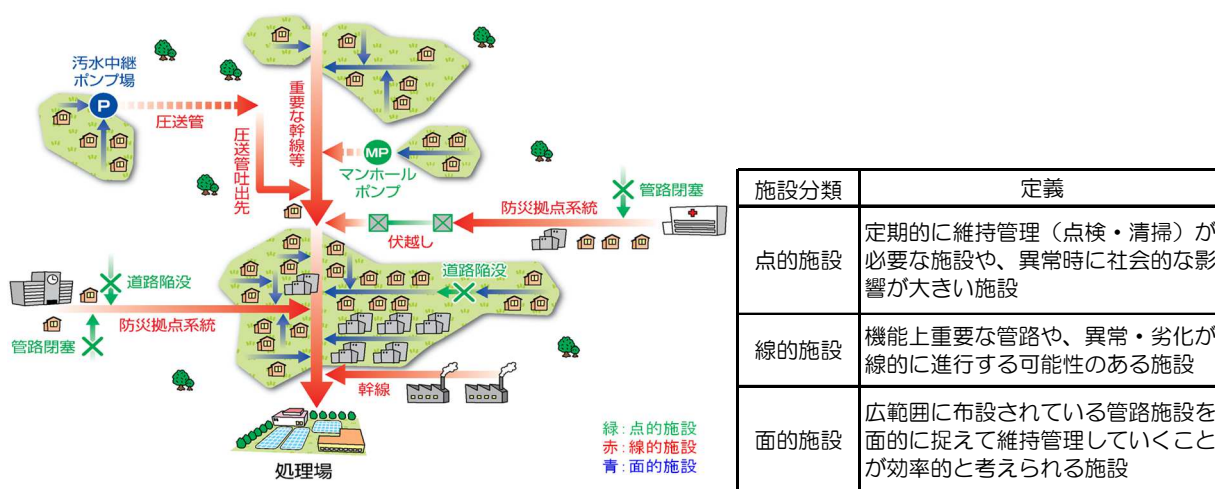 汚水中継
ポンプ場
P
圧送管
圧送管吐出先
重要な幹線等
MP
マンホール
ポンプ
管路閉塞
防災拠点系統
伏越し
道路陥没
道路陥没
防災拠点系統
管路閉塞
幹線
処理場
緑:点的施設
赤:線的施設
青:面的施設
施設分類 定義
点的施設
定期的に維持管理（点検・清掃）が
必要な施設や、異常時に社会的な影
響が大きい施設
線的施設
機能上重要な管路や、異常・劣化が
線的に進行する可能性のある施設
面的施設
広範囲に布設されている管路施設を
面的に捉えて維持管理していくこと
が効率的と考えられる施設